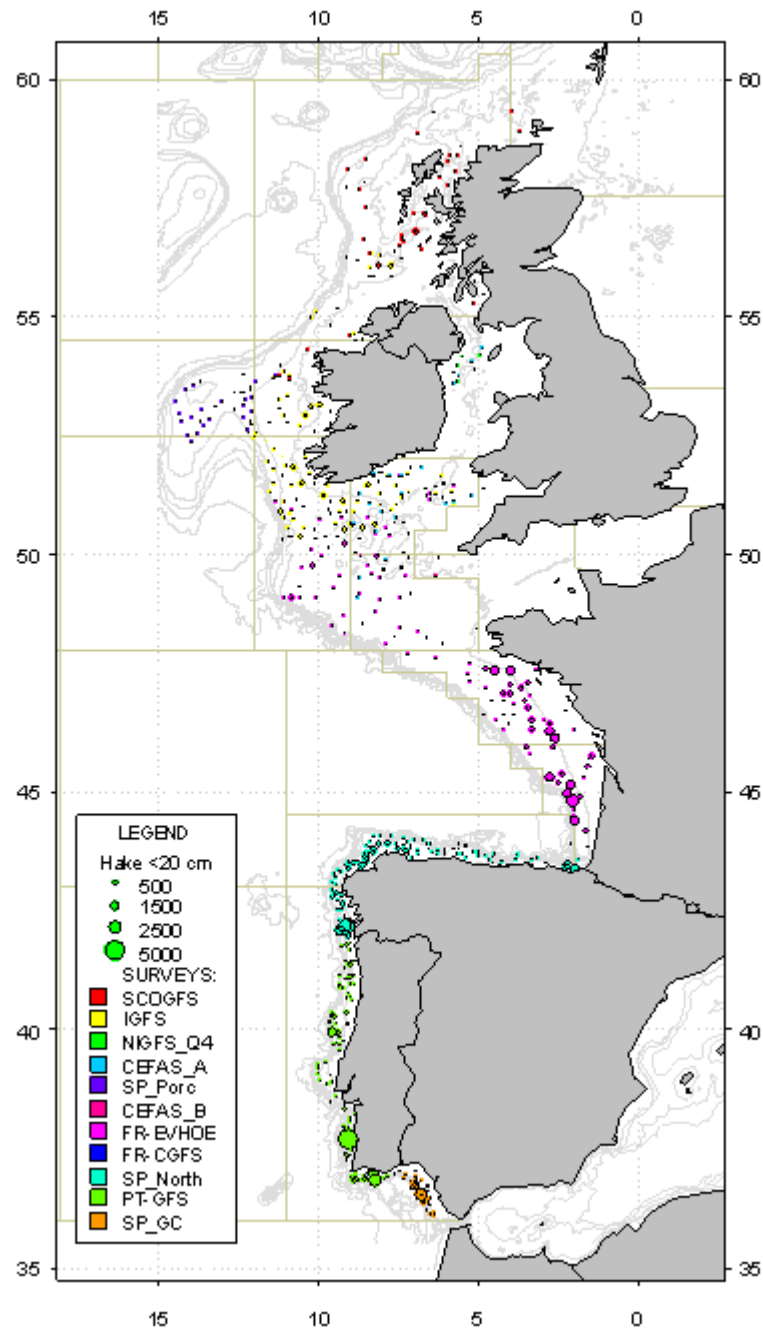 15 10 5 0
60 60
55 55
50 50
45 45
LEGEND
Hake <20 cm
500
1500
2500
5000
SURVEYS:
SCOGFS
IGFS
NIGFS_Q4
CEFAS_A
SP_Porc
CEFAS_B
FR-EVHOE
FR-CGFS
SP_North
PT-GFS
SP_GC
40 40
35 35
15 10 5 0